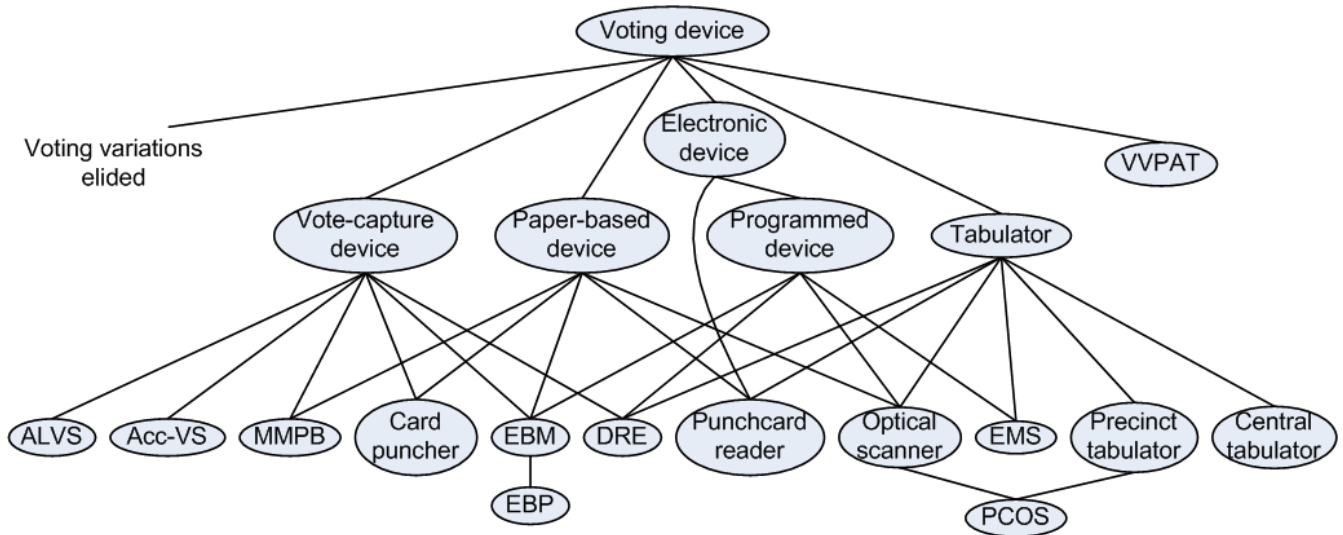 Voting device
Voting variations
elided
Electronic
device
VVPAT
Vote-capture
device
Paper-based
device
Programmed
device
Tabulator
ALVS
Acc-VS
MMPB
Card
puncher
EBM
DRE
Punchcard
reader
Optical
scanner
EMS
Precinct
tabulator
Central
tabulator
EBP
PCOS